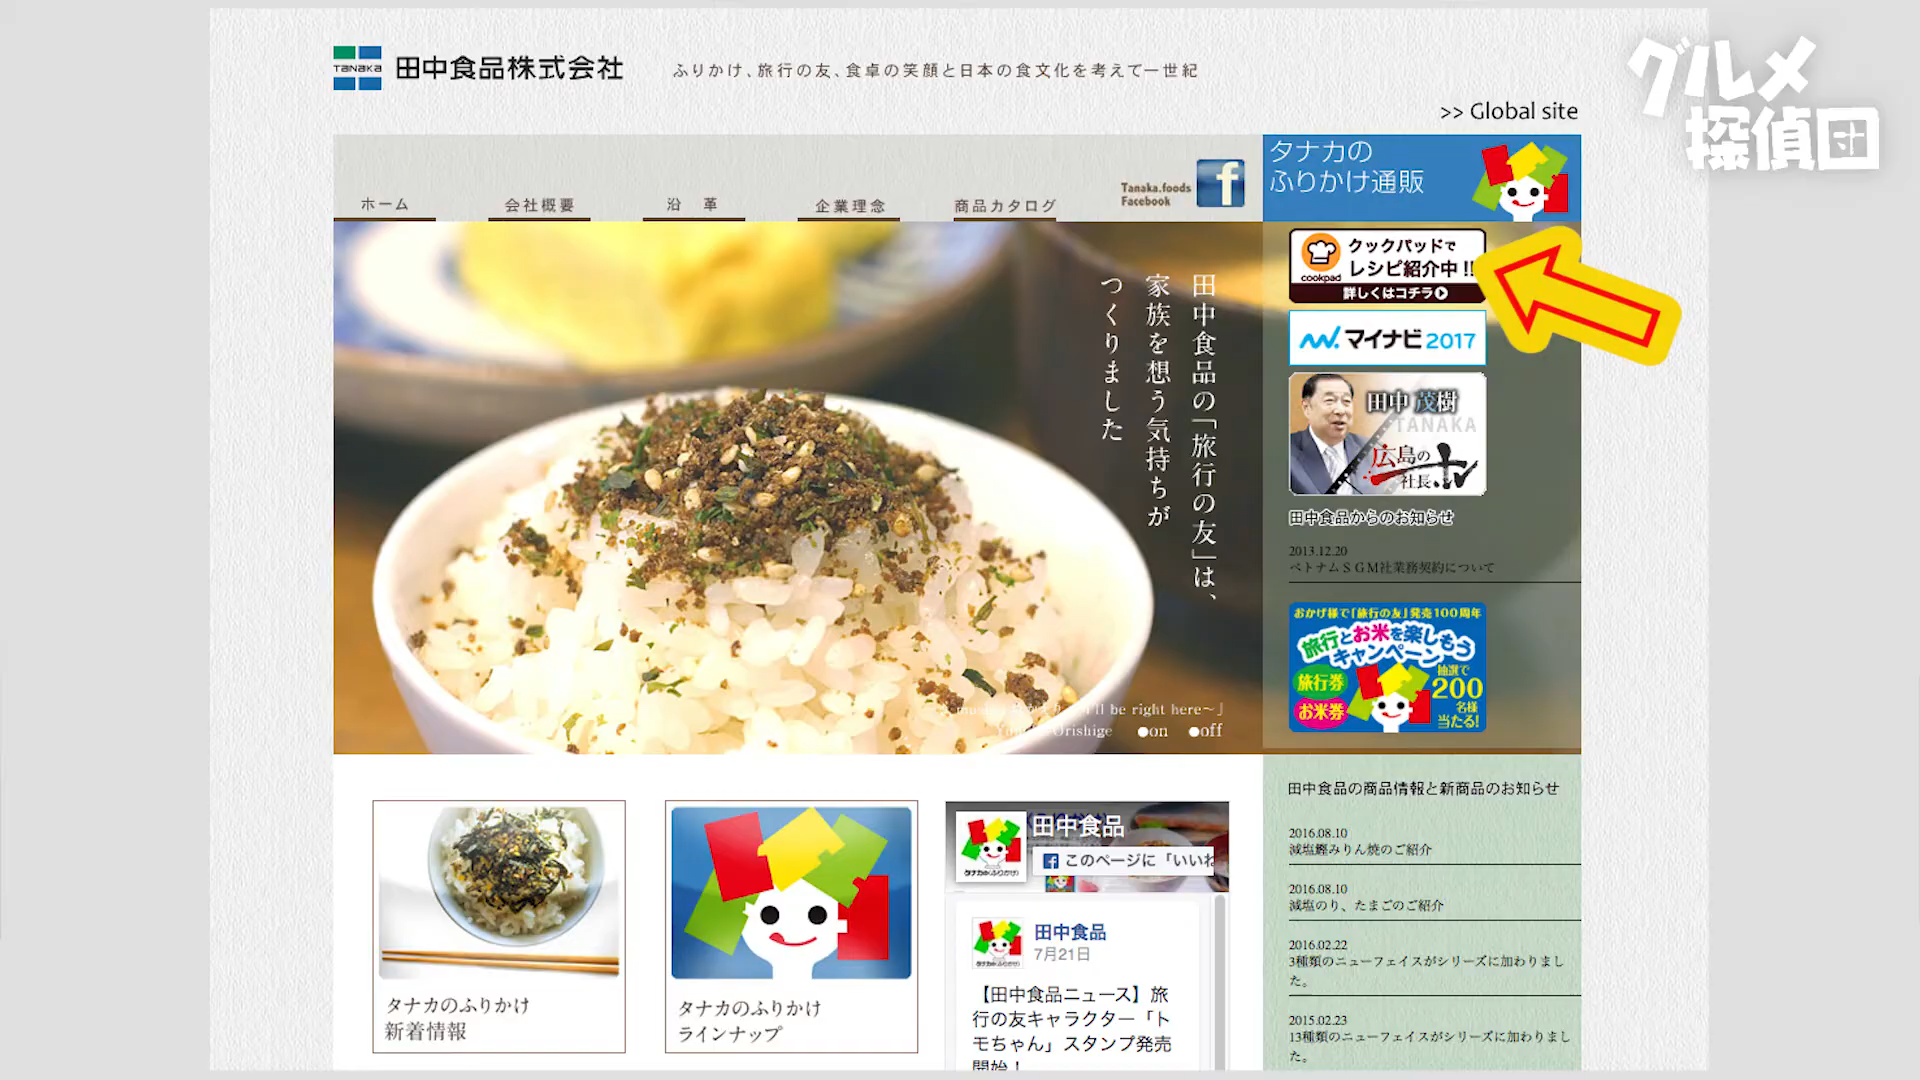 TANAKA
田中食品株式会社
ふりかけ、旅行の友、食卓の笑顔と日本の食文化を考えて一世紀
>> Global site
グルメ
探偵団
ホーム
会社概要
沿 革
企業理念
商品カタログ
Tanaka.foods
Facebook
f
タナカの
ふりかけ通販
田中食品の「旅行の友」は、
家族を想う気持ちが
つくりました
be right here~」
Orishige ●on ●off
cookpad
クックパッドで
レシピ紹介中!!
詳しくはコチラ
マイナビ2017
田中 茂樹
TANAKA
広島の
社長.tv
田中食品からのお知らせ
2013.12.20
ベトナムSGM社業務契約について
おかげ様で「旅行の友」発売100周年
旅行とお米を楽しもう
キャンペーン
旅行券
お米券
抽選で
200
名様
当たる!
タナカのふりかけ
新着情報
タナカのふりかけ
ラインナップ
田中食品
このページに「いいね
田中食品
7月21日
【田中食品ニュース】旅
行の友キャラクター「ト
モちゃん」スタンプ発売
開始!
田中食品の商品情報と新商品のお知らせ
2016.08.10
減塩鰹みりん焼のご紹介
2016.08.10
減塩のり、たまごのご紹介
2016.02.22
3種類のニューフェイスがシリーズに加わりまし
た。
2015.02.23
13種類のニューフェイスがシリーズに加わりまし
た。